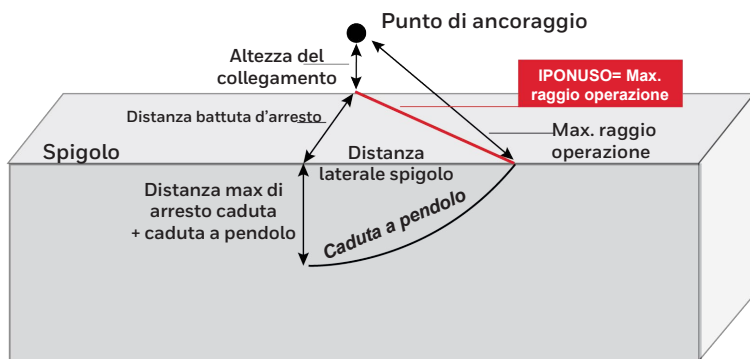 Punto di ancoraggio
Altezza del
collegamento
IPONUSO= Max.
raggio operazione
Distanza battuta d'arresto
Max. raggio
operazione
Spigolo
Distanza
laterale spigolo
Distanza max di
arresto caduta
+ caduta a pendolo
Caduta a pendolo